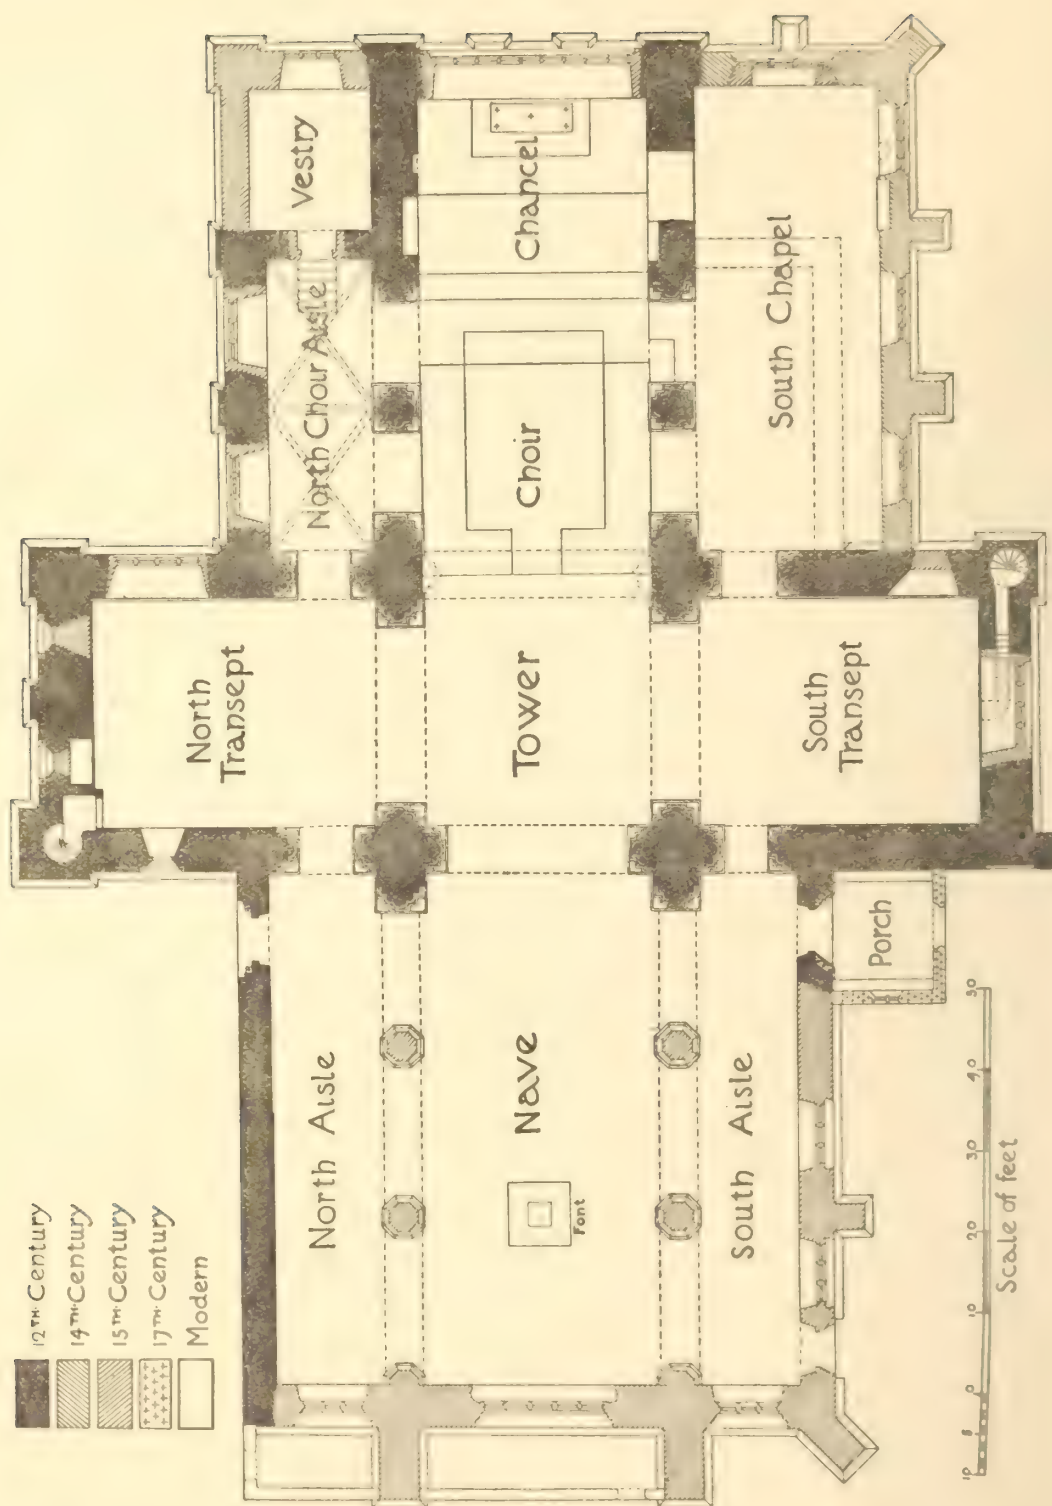 12TH Century
14TH Century
15TH Century
17TH Century
Modern
Vestry
North Choir Aisle
Chancel
Choir
South Chapel
North
Transept
Tower
South
Transept
North Aisle
Nave
Font
South Aisle
Porch
10 5 0 10 20 30 40 50
Scale of feet